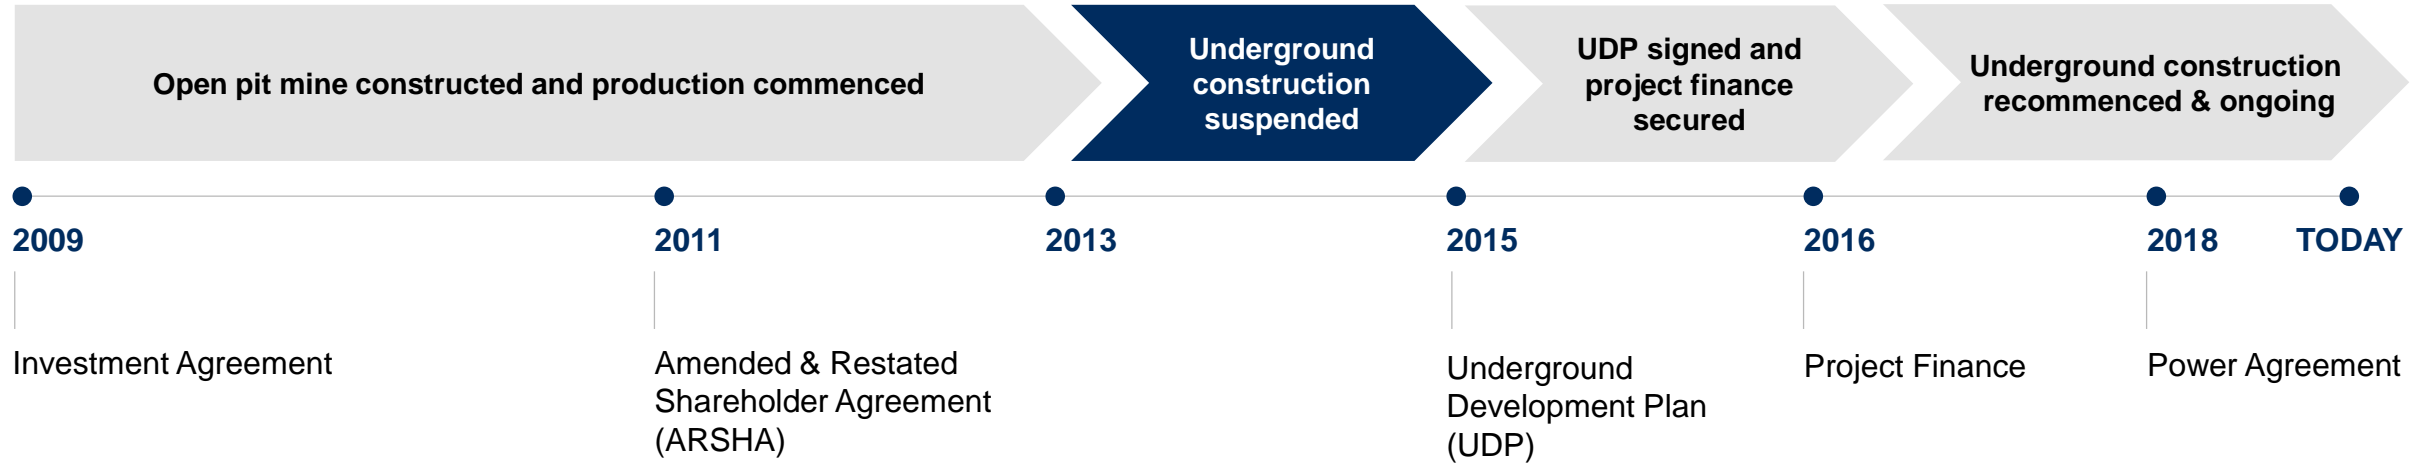 Open pit mine constructed and production commenced
Underground
construction
suspended
UDP signed and
project finance
secured
Underground construction
recommenced & ongoing
2009
2011
2013
2015
2016
2018
TODAY
Investment Agreement
Amended & Restated
Shareholder Agreement
(ARSHA)
Underground
Development Plan
(UDP)
Project Finance
Power Agreement